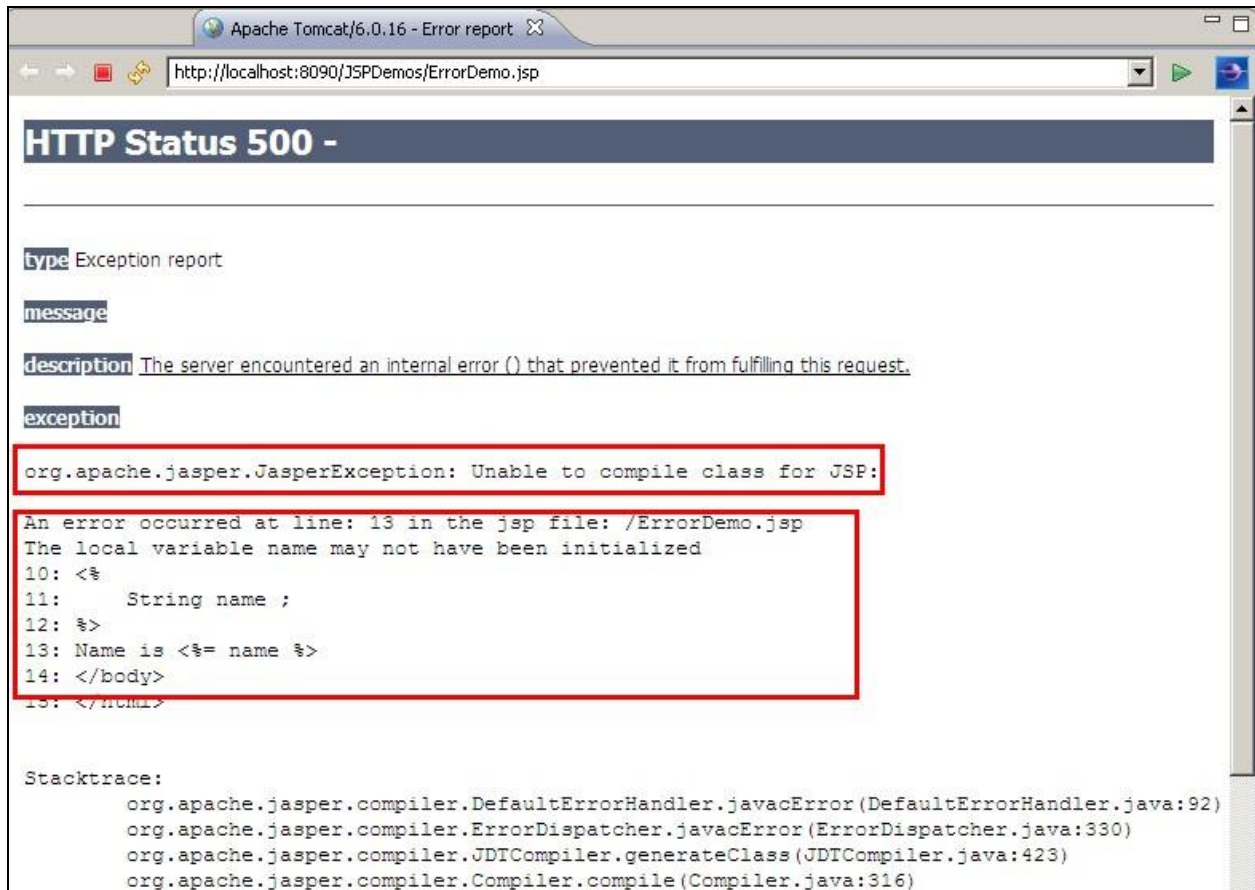 Apache Tomcat/6.0.16 - Error report
http://localhost:8090/JSPDemos/ErrorDemo.jsp
HTTP Status 500 -
type Exception report
message
description The server encountered an internal error () that prevented it from fulfilling this request.
exception
org.apache.jasper.JasperException: Unable to compile class for JSP:
An error occurred at line: 13 in the jsp file: /ErrorDemo.jsp
The local variable name may not have been initialized
10: <%
11:     String name ;
12: %>
13: Name is <%= name %>
14: </body>
15: </html>
Stacktrace:
org.apache.jasper.compiler.DefaultErrorHandler.javacError(DefaultErrorHandler.java:92)
org.apache.jasper.compiler.ErrorDispatcher.javacError(ErrorDispatcher.java:330)
org.apache.jasper.compiler.JDTCompiler.generateClass(JDTCompiler.java:423)
org.apache.jasper.compiler.Compiler.compile(Compiler.java:316)